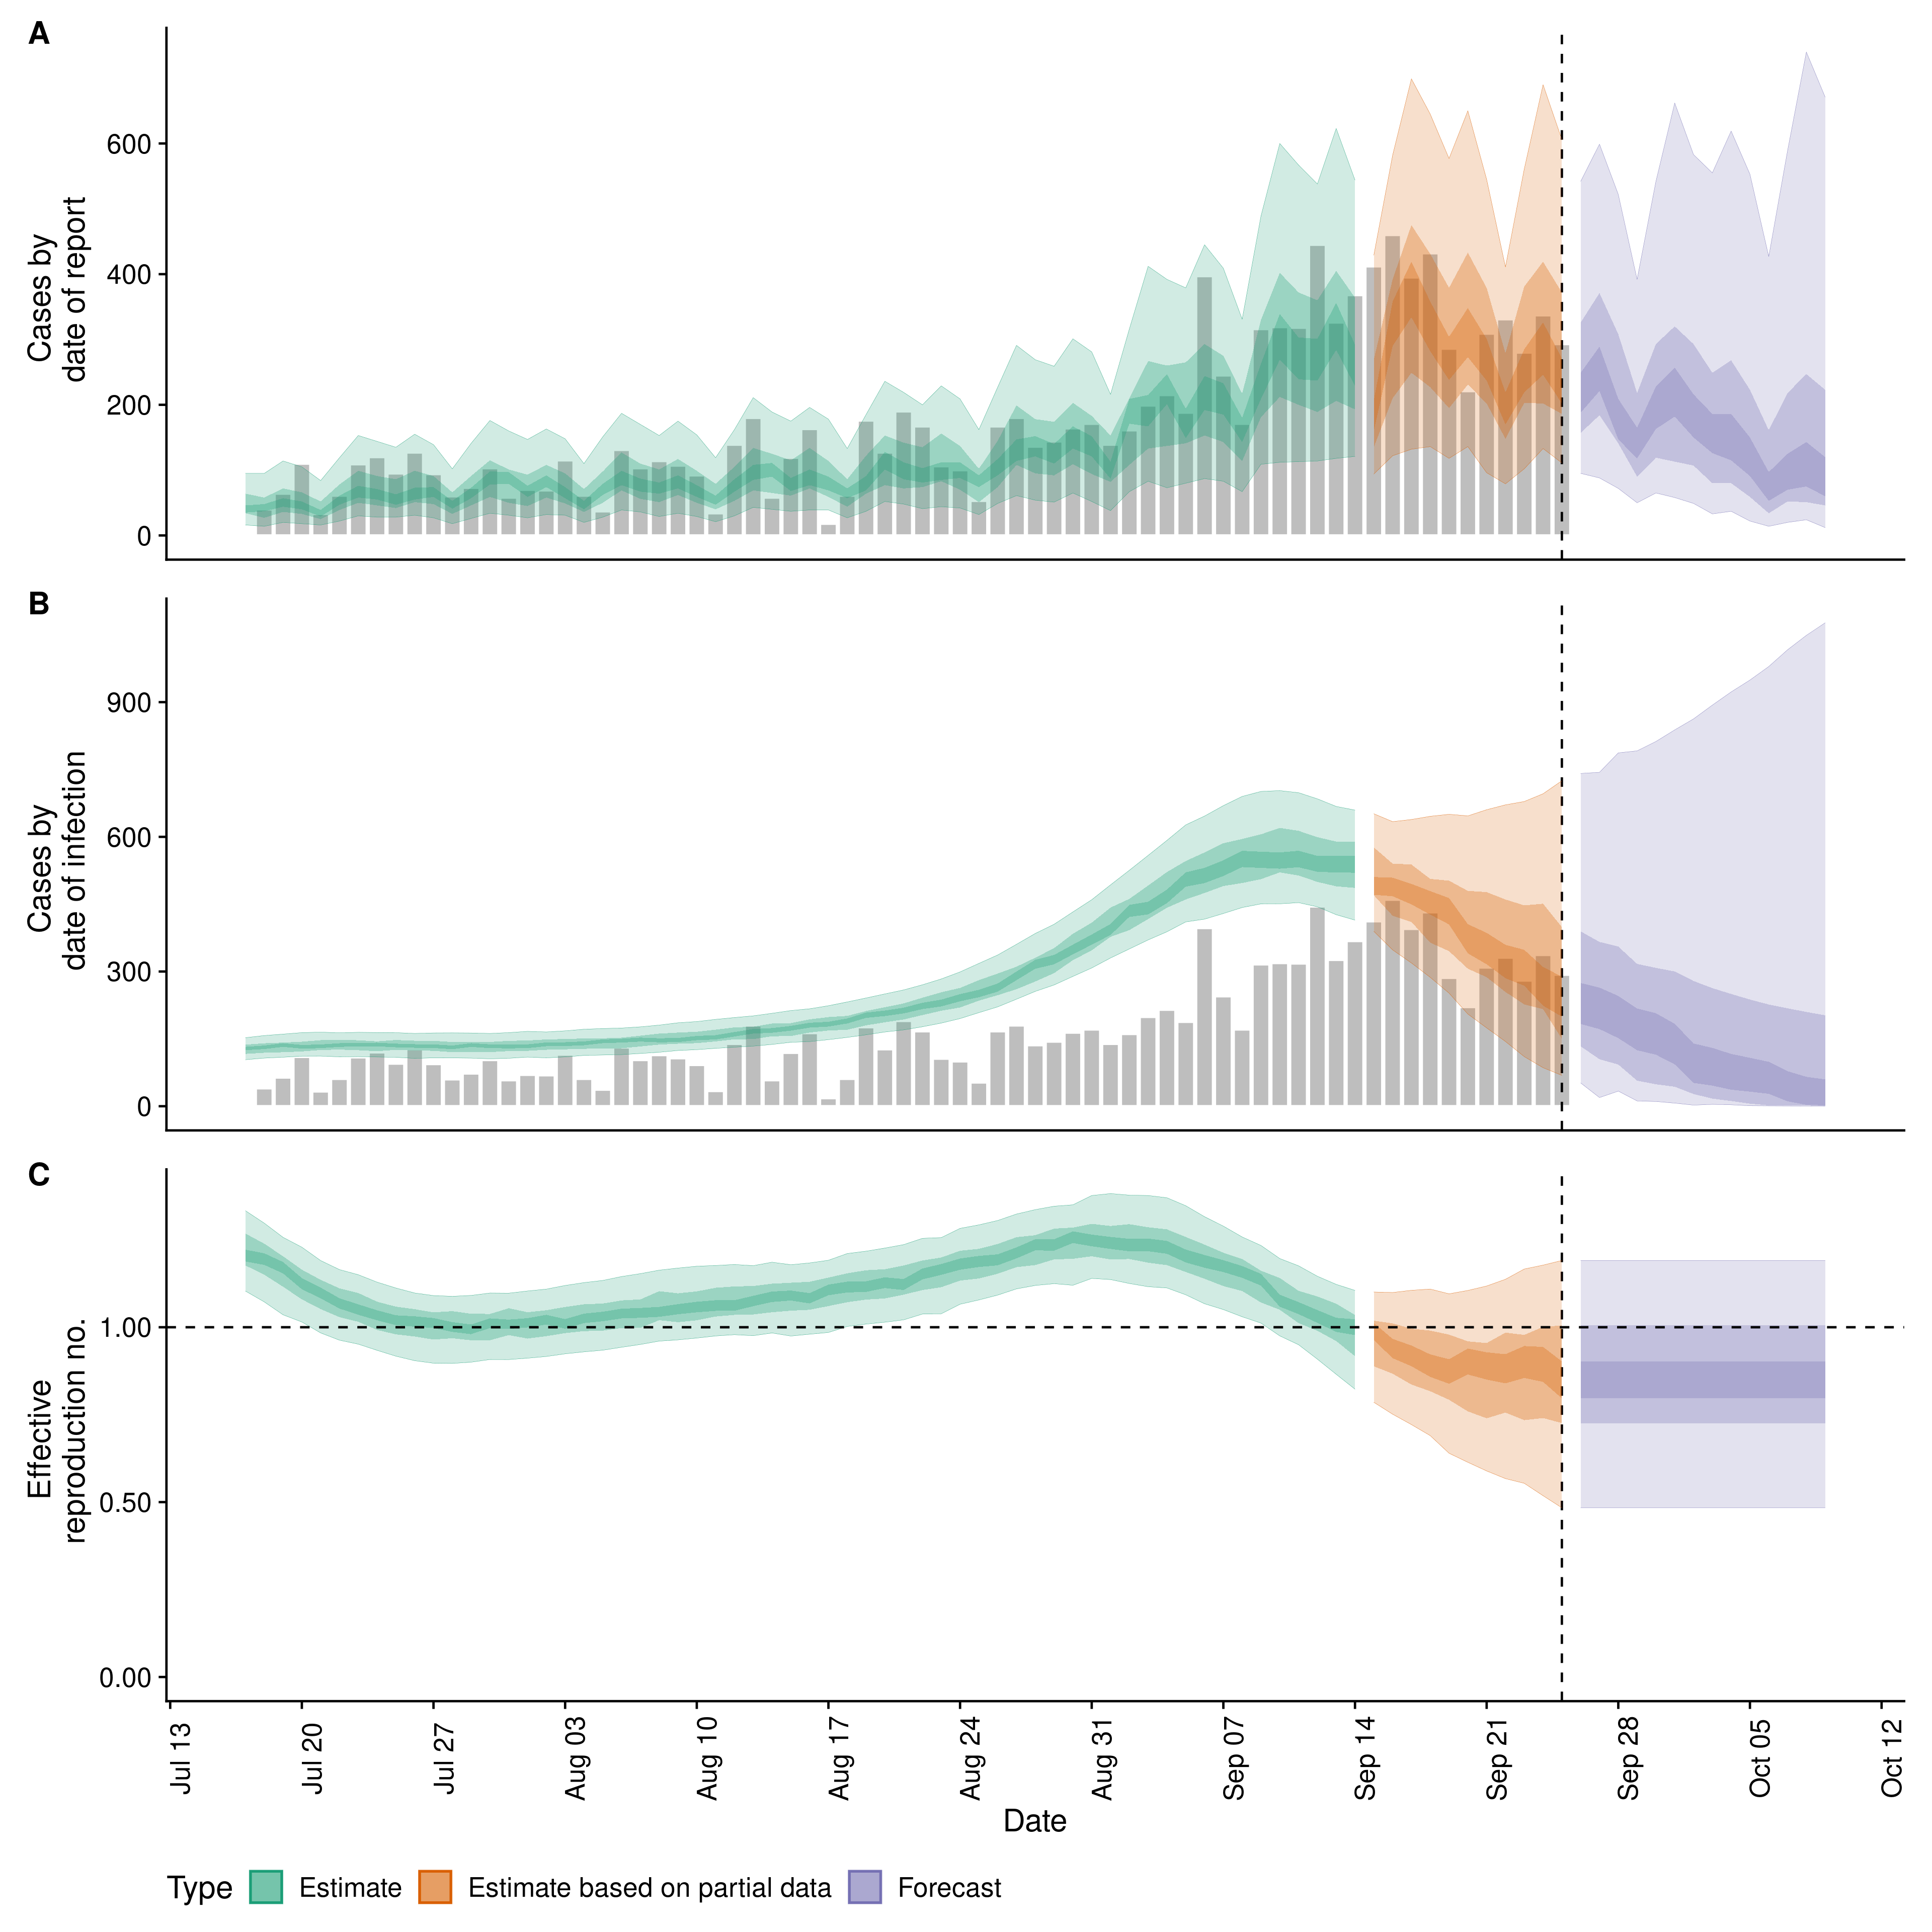 A
Cases by
date of report
600
400
200
0
B
Cases by
date of infection
900
600
300
0
C
Effective
reproduction no.
1.00
0.50
0.00
Jul 13
Jul 20
Jul 27
Aug 03
Aug 10
Aug 17
Aug 24
Aug 31
Sep 07
Sep 14
Sep 21
Sep 28
Oct 05
Oct 12
Date
Type
Estimate
Estimate based on partial data
Forecast